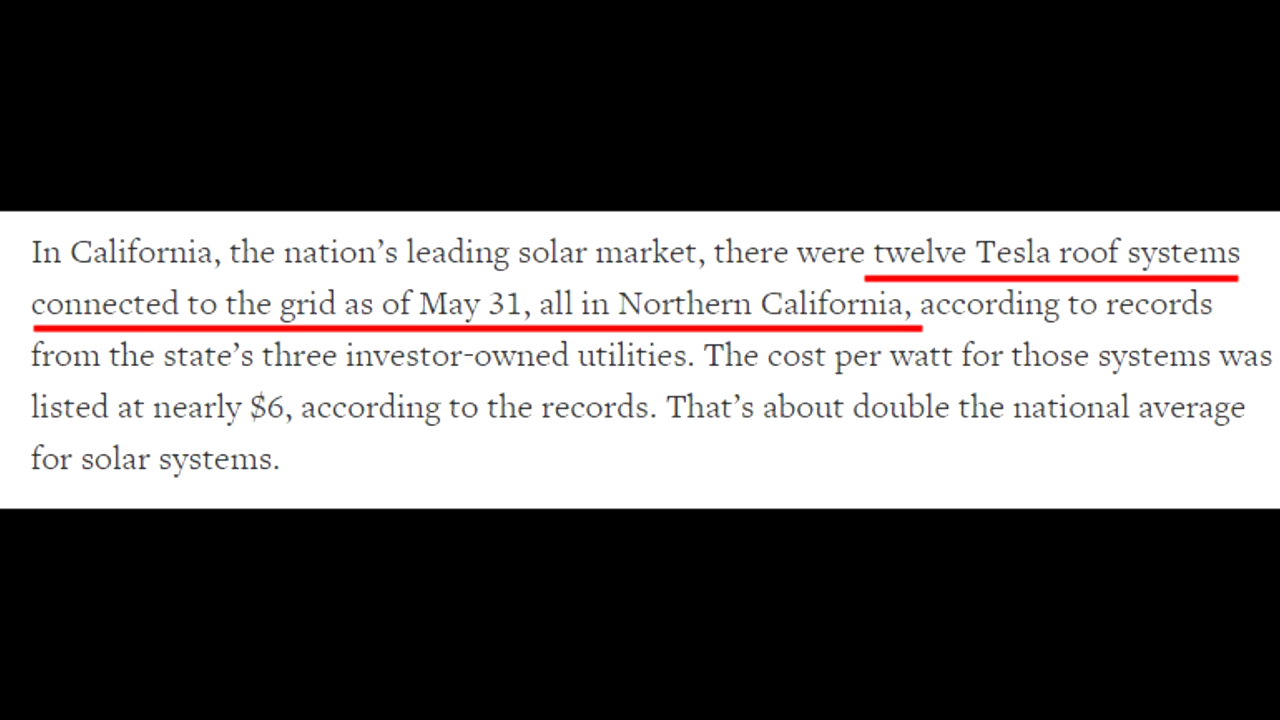 In California, the nation’s leading solar market, there were twelve Tesla roof systems
connected to the grid as of May 31, all in Northern California, according to records
from the state’s three investor-owned utilities. The cost per watt for those systems was
listed at nearly $6, according to the records. That’s about double the national average
for solar systems.